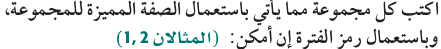 اكتب كل مجموعة مما يأتي باستعمال الصفة المميزة للمجموعة،
وباستعمال رمز الفترة إن أمكن: (المثالان 1, 2)